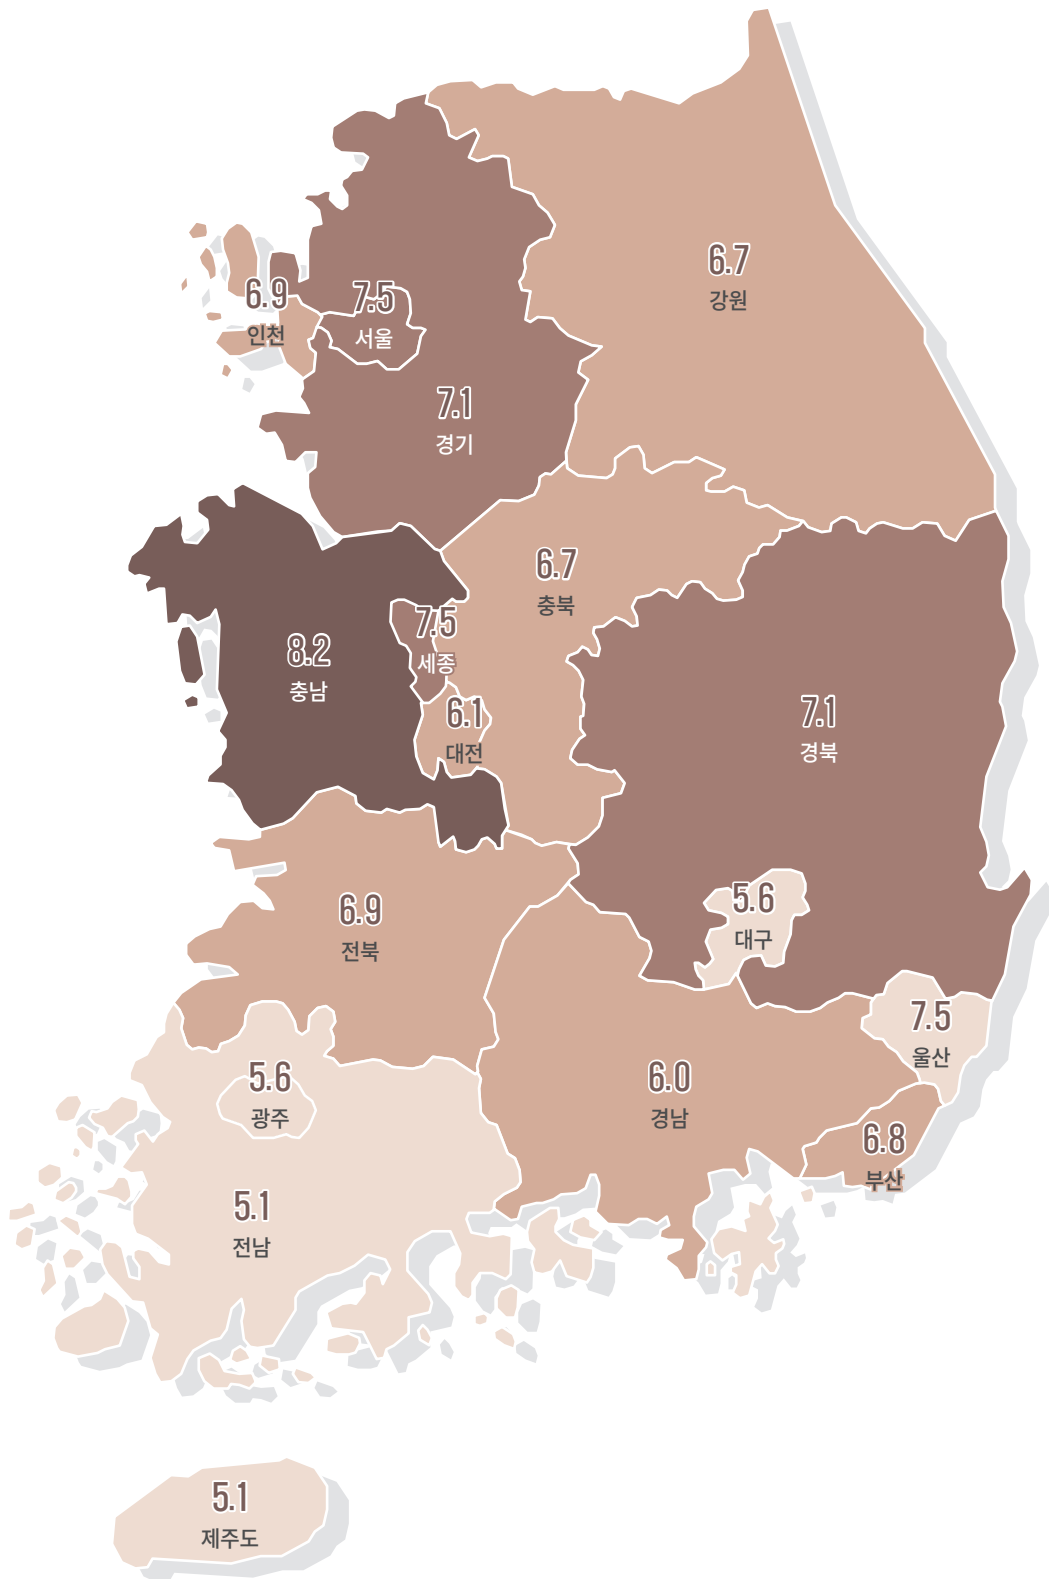 6.7
강원
6.9
인천
7.5
서울
7.1
경기
6.7
충북
7.5
세종
8.2
충남
6.1
대전
7.1
경북
5.6
대구
6.9
전북
7.5
울산
5.6
광주
6.0
경남
6.8
부산
5.1
전남
5.1
제주도